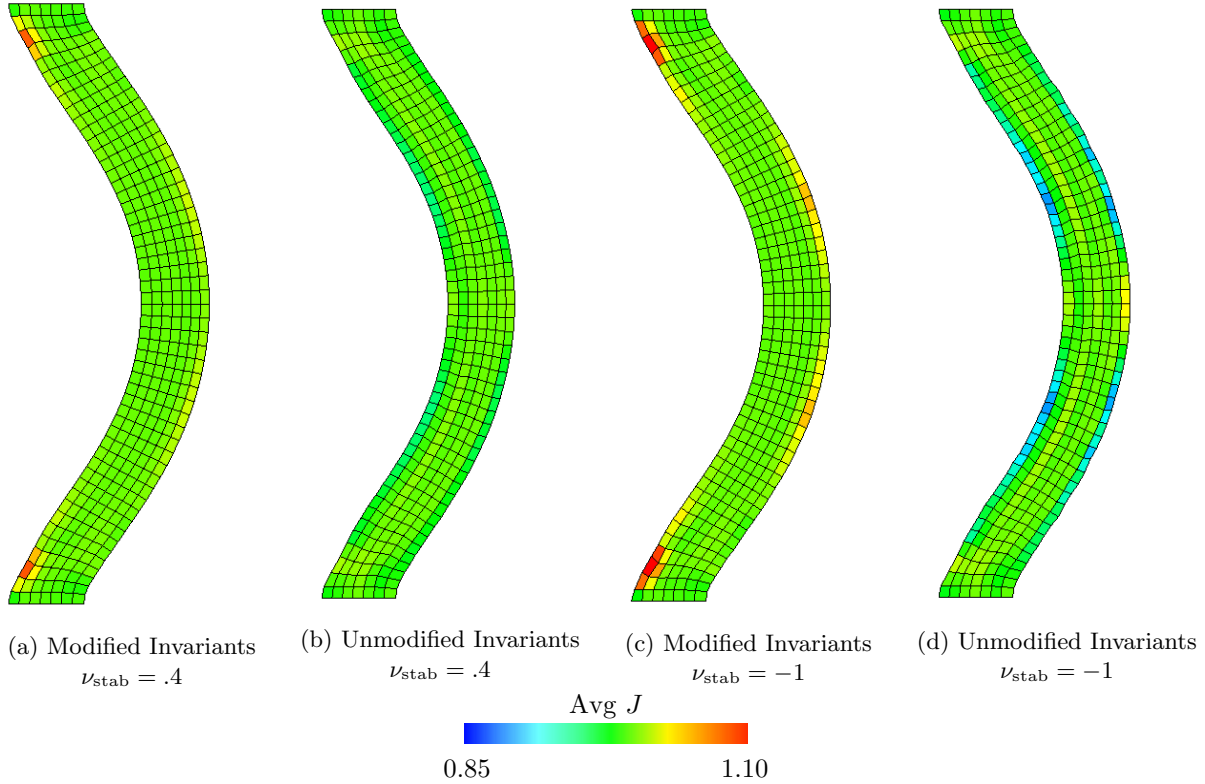 (a) Modified Invariants
ν_stab = .4
(b) Unmodified Invariants
ν_stab = .4
(c) Modified Invariants
ν_stab = −1
(d) Unmodified Invariants
ν_stab = −1
Avg J
0.85 1.10